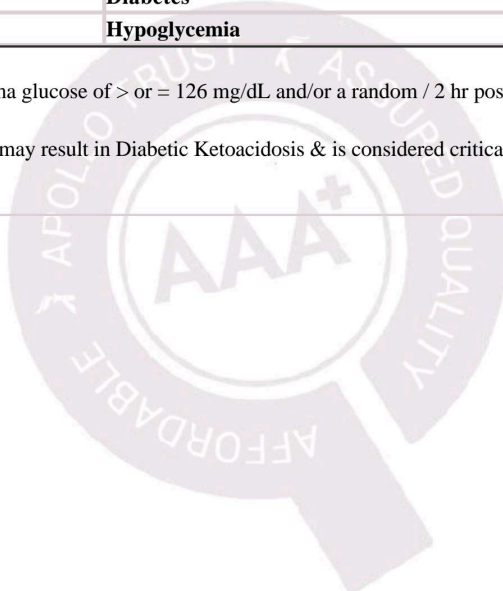 Diabetes
Hypoglycemia
na glucose of > or = 126 mg/dL and/or a random / 2 hr pos
may result in Diabetic Ketoacidosis & is considered critica
APOLLO TRUST ASSURED QUALITY AFFORDABLE
AAA+